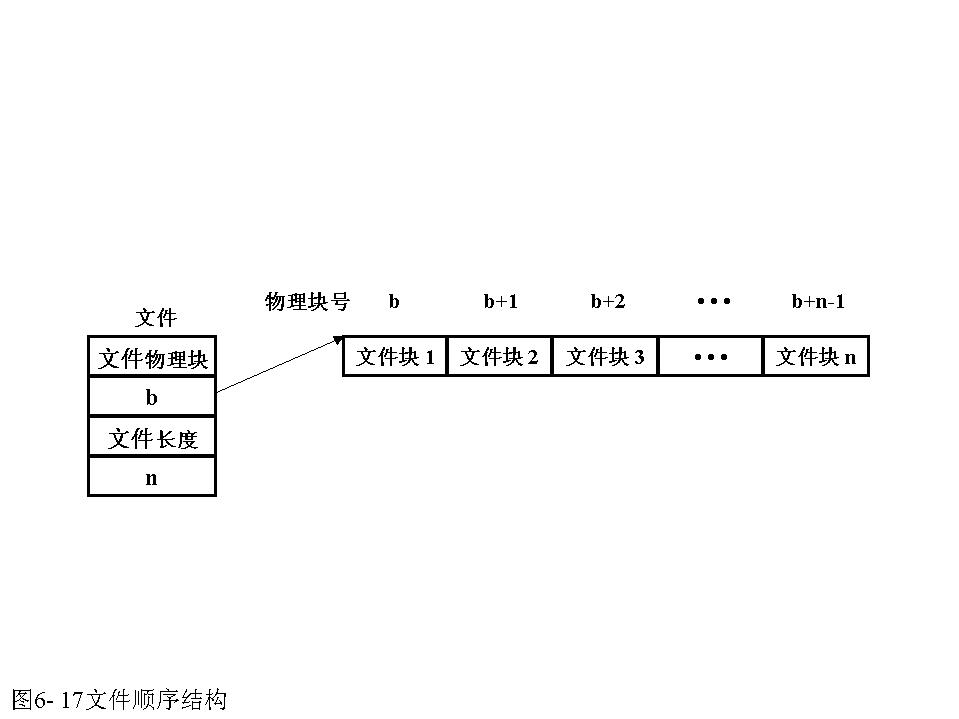 物理块号 b b+1 b+2 ••• b+n-1
文件
文件物理块
文件块 1 文件块 2 文件块 3 ••• 文件块 n
b
文件长度
n
图6- 17文件顺序结构